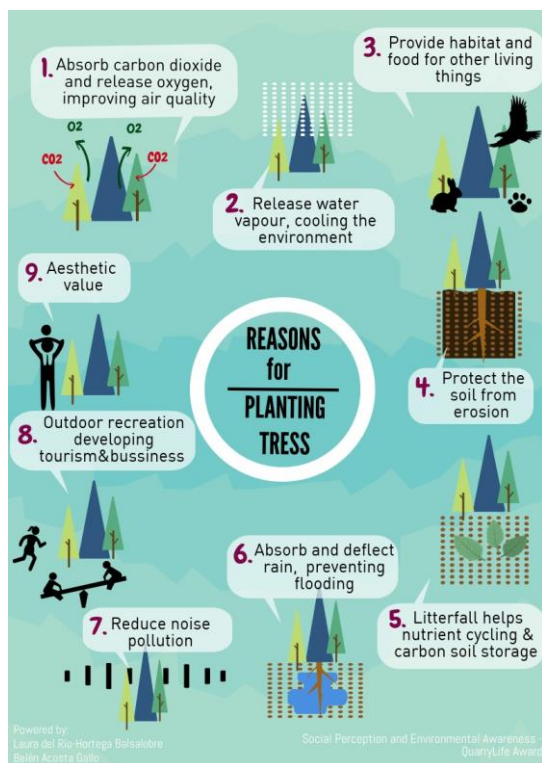 REASONS
for
PLANTING
TRESS
1. Absorb carbon dioxide
and release oxygen,
improving air quality
O2
O2
CO2
CO2
2. Release water
vapour, cooling the
environment
3. Provide habitat and
food for other living
things
4. Protect the
soil from
erosion
5. Litterfall helps
nutrient cycling &
carbon soil storage
6. Absorb and deflect
rain, preventing
flooding
7. Reduce noise
pollution
8. Outdoor recreation
developing
tourism&bussiness
9. Aesthetic
value
Powered by:
Laura del Río-Hortega Balsalobre
Belén Acosta Gallo
Social Perception and Environmental Awareness -
QuarryLife Award